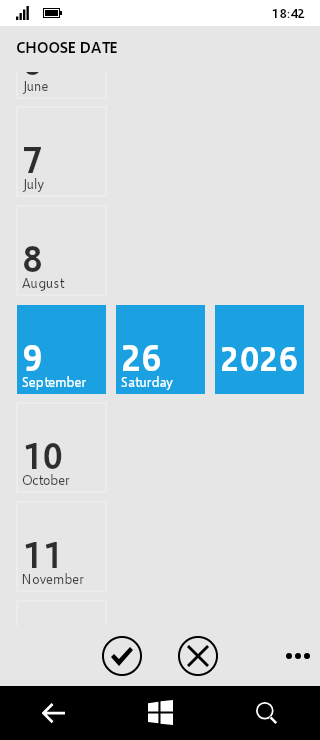 18:42
CHOOSE DATE
June
7
July
8
August
9
September
26
Saturday
2026
10
October
11
November